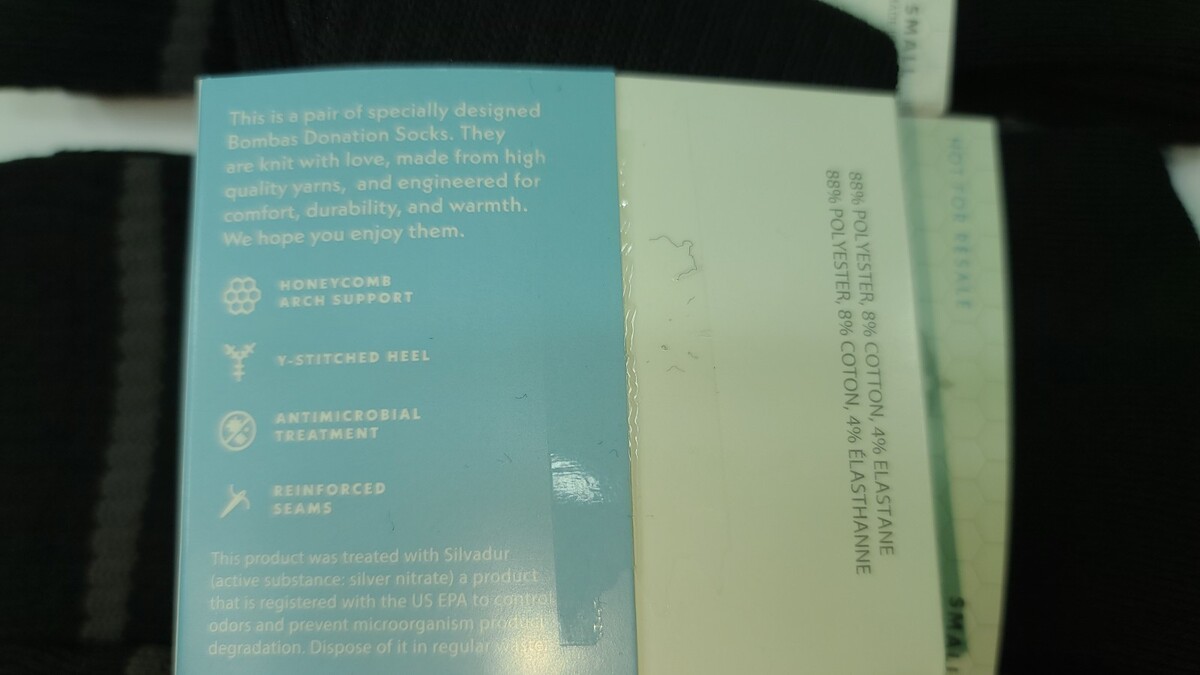 This is a pair of specially designed
Bombas Donation Socks. They
are knit with love, made from high
quality yarns, and engineered for
comfort, durability, and warmth.
We hope you enjoy them.
HONEYCOMB
ARCH SUPPORT
Y-STITCHED HEEL
ANTIMICROBIAL
TREATMENT
REINFORCED
SEAMS
This product was treated with Silvadur
(active substance: silver nitrate) a product
that is registered with the US EPA to control
odors and prevent microorganism product
degradation. Dispose of it in regular waste.
88% POLYESTER, 8% COTTON, 4% ELASTANE
88% POLYESTER, 8% COTON, 4% ÉLASTHANNE
NOT FOR RESALE
SMALL
SMALL